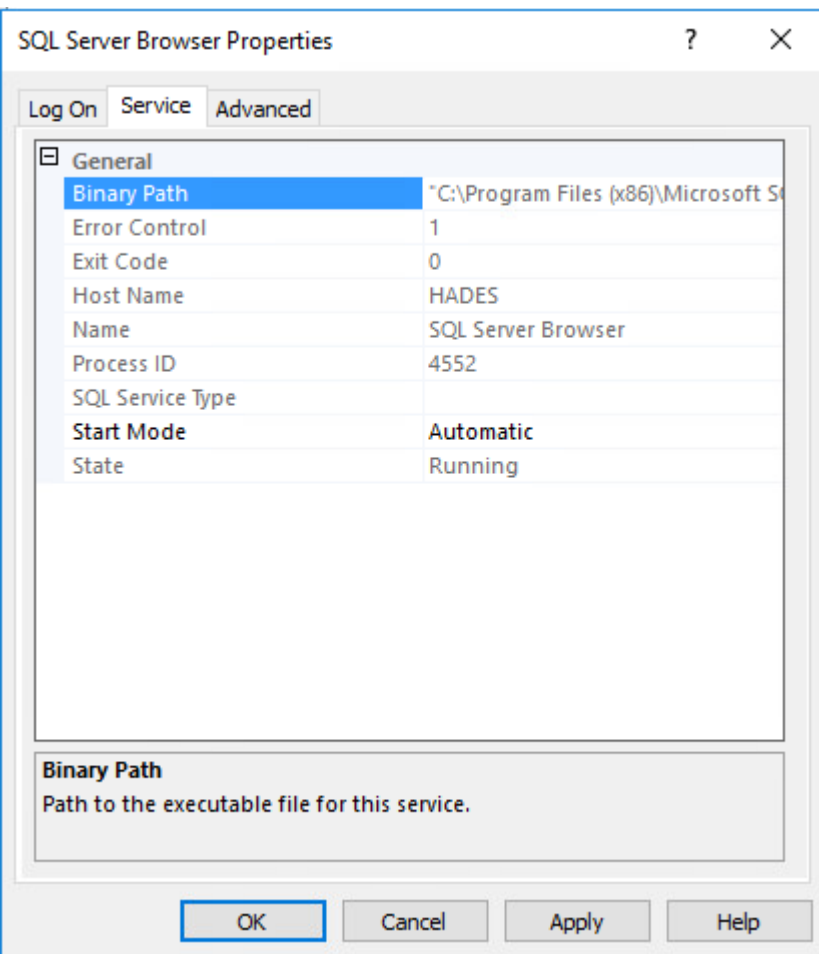 SQL Server Browser Properties ? ×
Log On Service Advanced
General
Binary Path "C:\Program Files (x86)\Microsoft
Error Control 1
Exit Code 0
Host Name HADES
Name SQL Server Browser
Process ID 4552
SQL Service Type
Start Mode Automatic
State Running
Binary Path
Path to the executable file for this service.
OK Cancel Apply Help